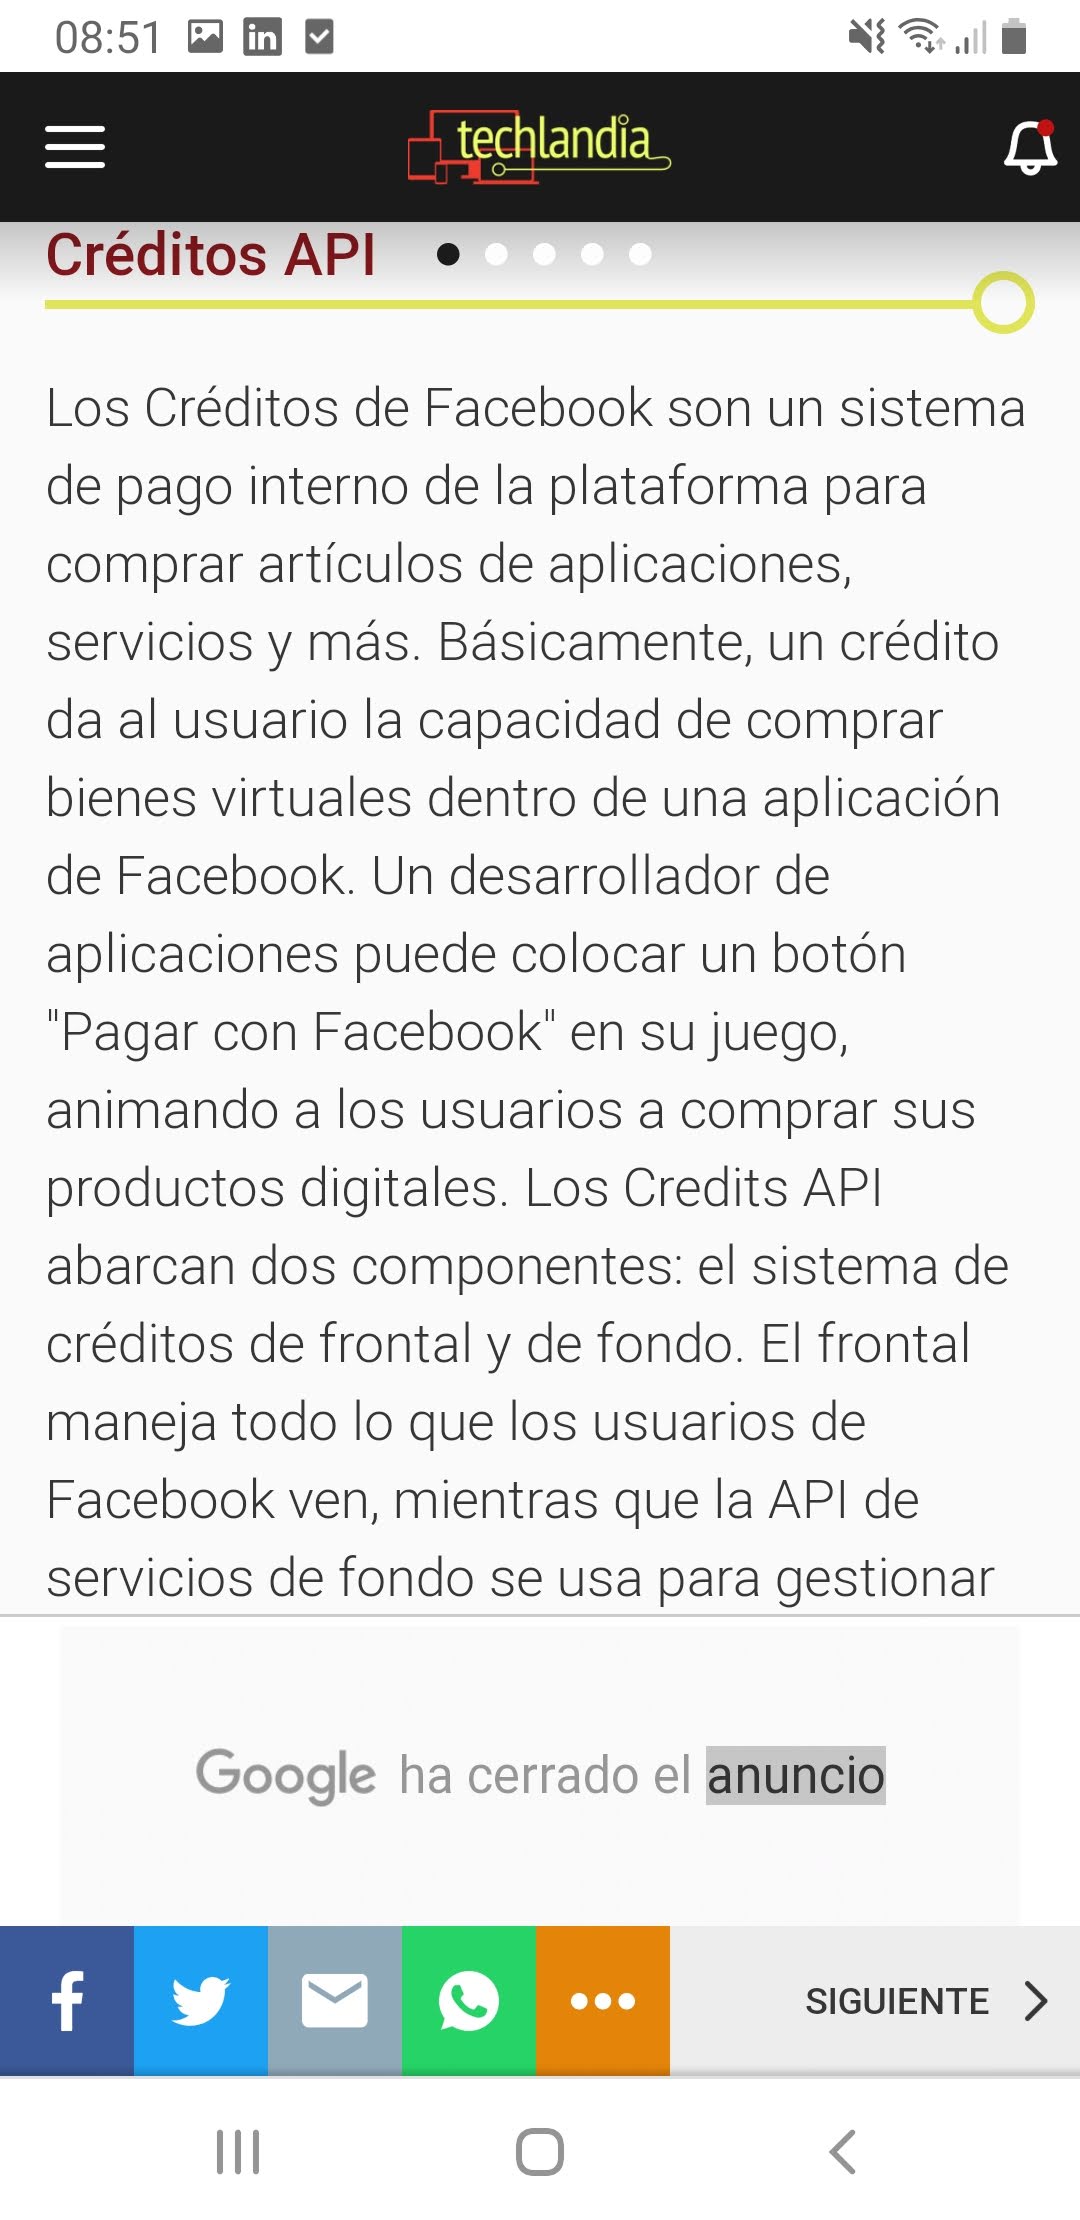 08:51
techlandia
Créditos API
Los Créditos de Facebook son un sistema
de pago interno de la plataforma para
comprar artículos de aplicaciones,
servicios y más. Básicamente, un crédito
da al usuario la capacidad de comprar
bienes virtuales dentro de una aplicación
de Facebook. Un desarrollador de
aplicaciones puede colocar un botón
"Pagar con Facebook" en su juego,
animando a los usuarios a comprar sus
productos digitales. Los Credits API
abarcan dos componentes: el sistema de
créditos de frontal y de fondo. El frontal
maneja todo lo que los usuarios de
Facebook ven, mientras que la API de
servicios de fondo se usa para gestionar
Google ha cerrado el anuncio
SIGUIENTE